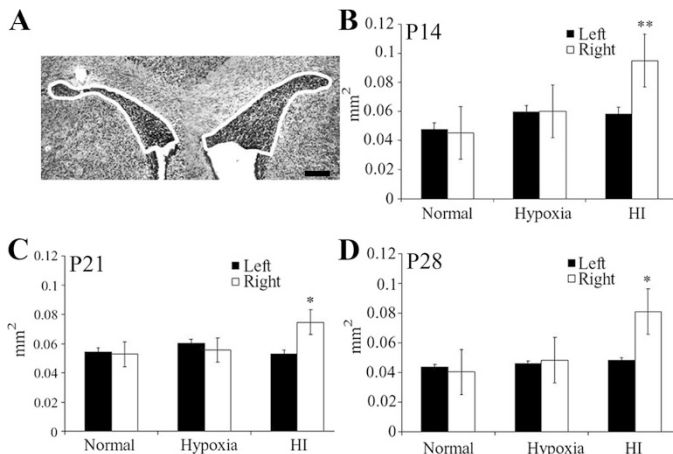 A
B
P14
Left
Right
**
mm2
0.12
0.1
0.08
0.06
0.04
0.02
0
Normal Hypoxia HI
C
P21
Left
Right
*
mm2
0.12
0.1
0.08
0.06
0.04
0.02
0.00
Normal Hypoxia HI
D
P28
Left
Right
*
mm2
0.12
0.1
0.08
0.06
0.04
0.02
0
Normal Hypoxia HI